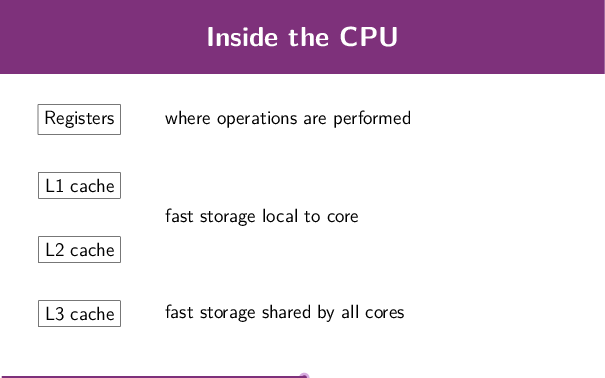 Inside the CPU
Registers where operations are performed
L1 cache
fast storage local to core
L2 cache
L3 cache fast storage shared by all cores